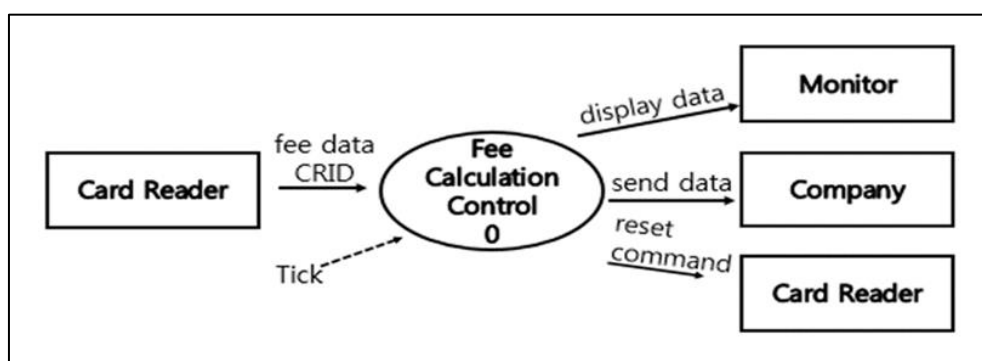 Card Reader
fee data
CRID
Tick
Fee
Calculation
Control
0
display data
Monitor
send data
Company
reset
command
Card Reader